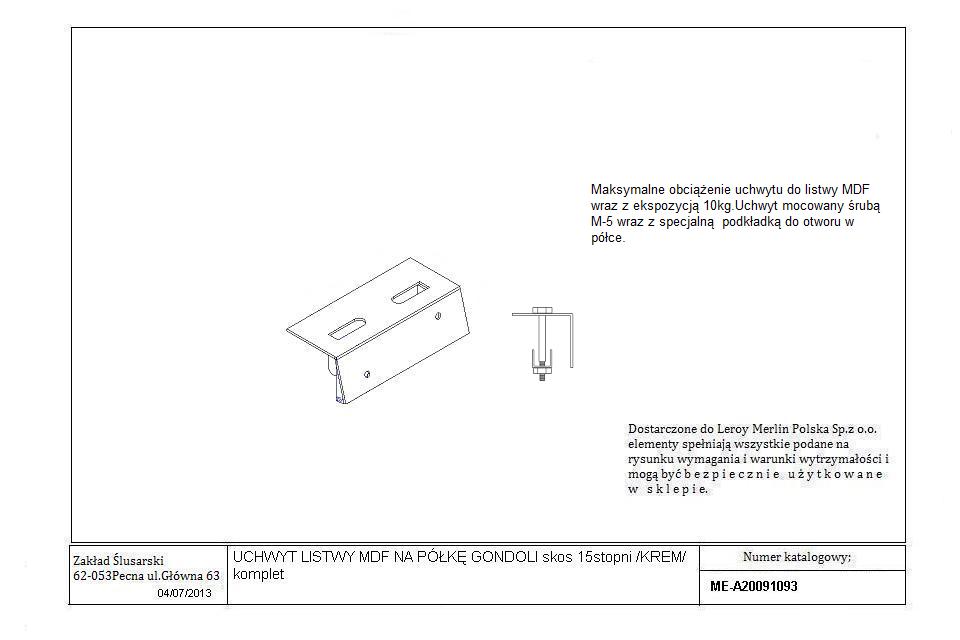 Maksymalne obciążenie uchwytu do listwy MDF
wraz z ekspozycją 10kg.Uchwyt mocowany śrubą
M-5 wraz z specjalną podkładką do otworu w
półce.
Dostarczone do Leroy Merlin Polska Sp.z o.o.
elementy spełniają wszystkie podane na
rysunku wymagania i warunki wytrzymałości i
mogą być b e z p i e c z n i e u ż y t k o w a n e
w s k l e p i e.
Zakład Ślusarski
62-053Pecna ul.Główna 63
04/07/2013
UCHWYT LISTWY MDF NA PÓŁKĘ GONDOLI skos 15stopni /KREM/
komplet
Numer katalogowy;
ME-A20091093